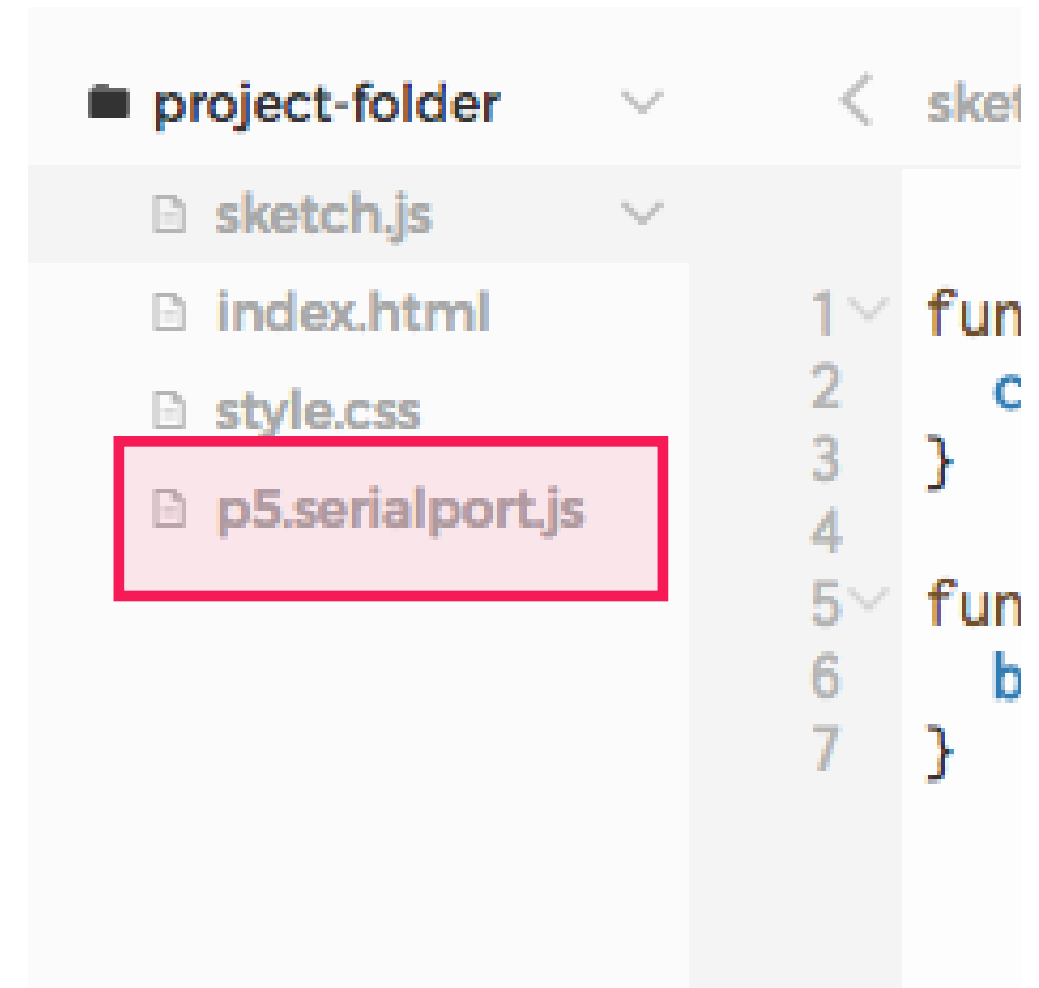 project-folder
sketch.js
index.html
style.css
p5.serialport.js
sket
1 fun
2 c
3 }
4
5 fun
6 b
7 }